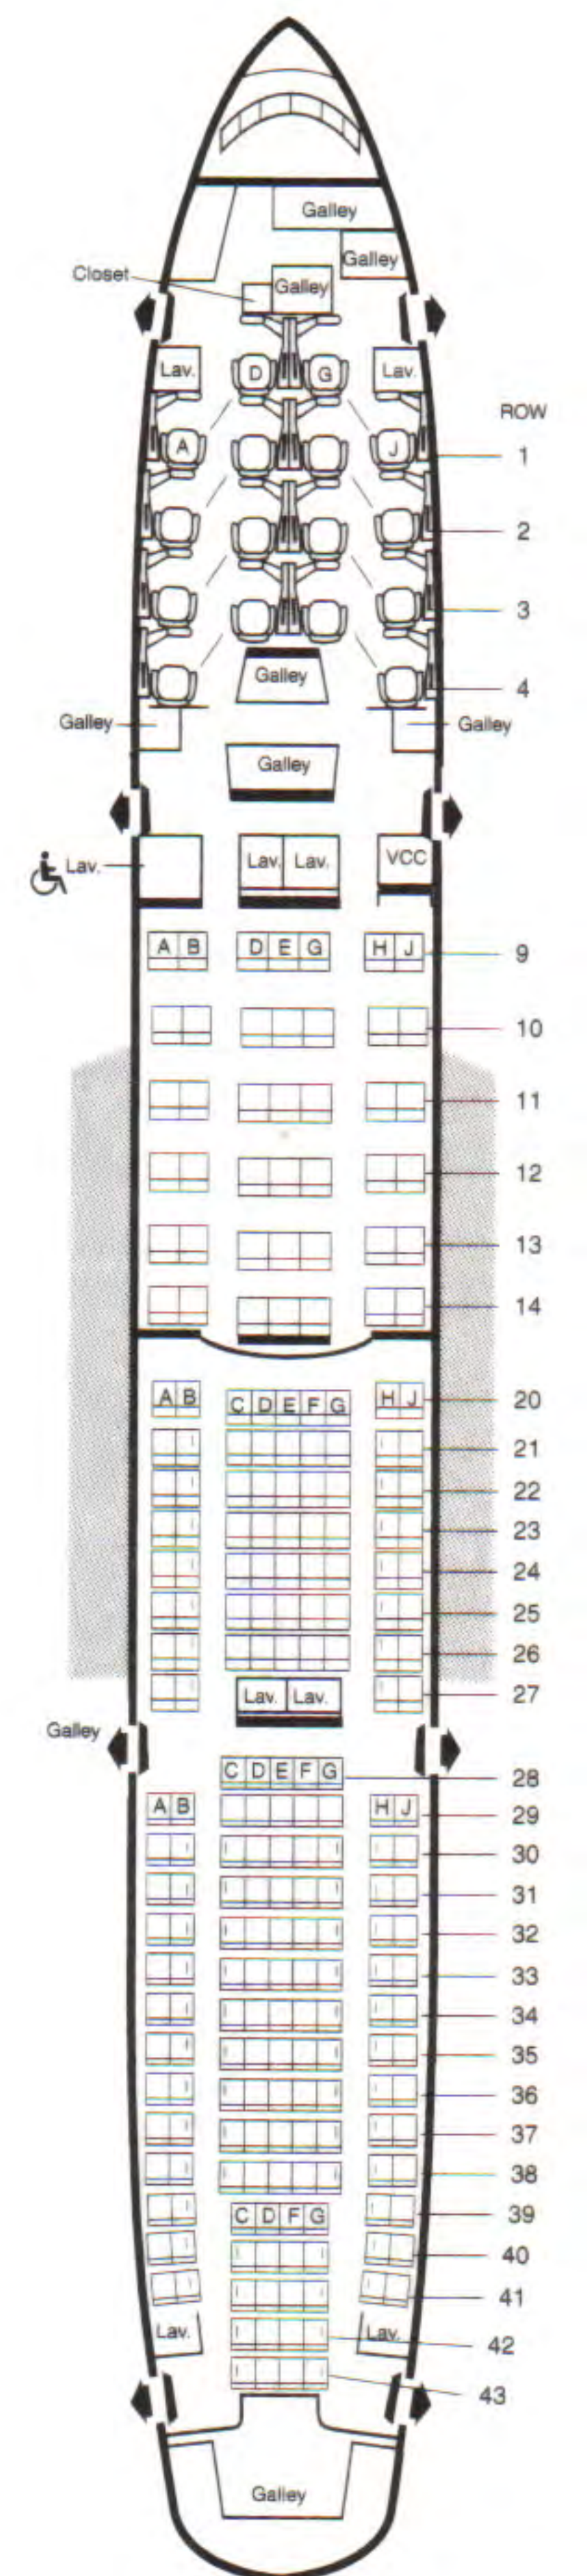 Galley
Galley
Closet
Galley
Lav.
D
G
Lav.
ROW
A
J
1
2
3
4
Galley
Galley
Galley
Galley
Lav.
Lav.
Lav.
VCC
A B
D E G
H J
9
10
11
12
13
14
A B
C D E F G
H J
20
21
22
23
24
25
26
Lav.
Lav.
27
Galley
C D E F G
28
A B
H J
29
30
31
32
33
34
35
36
37
38
C D F G
39
40
41
Lav.
Lav.
42
43
Galley